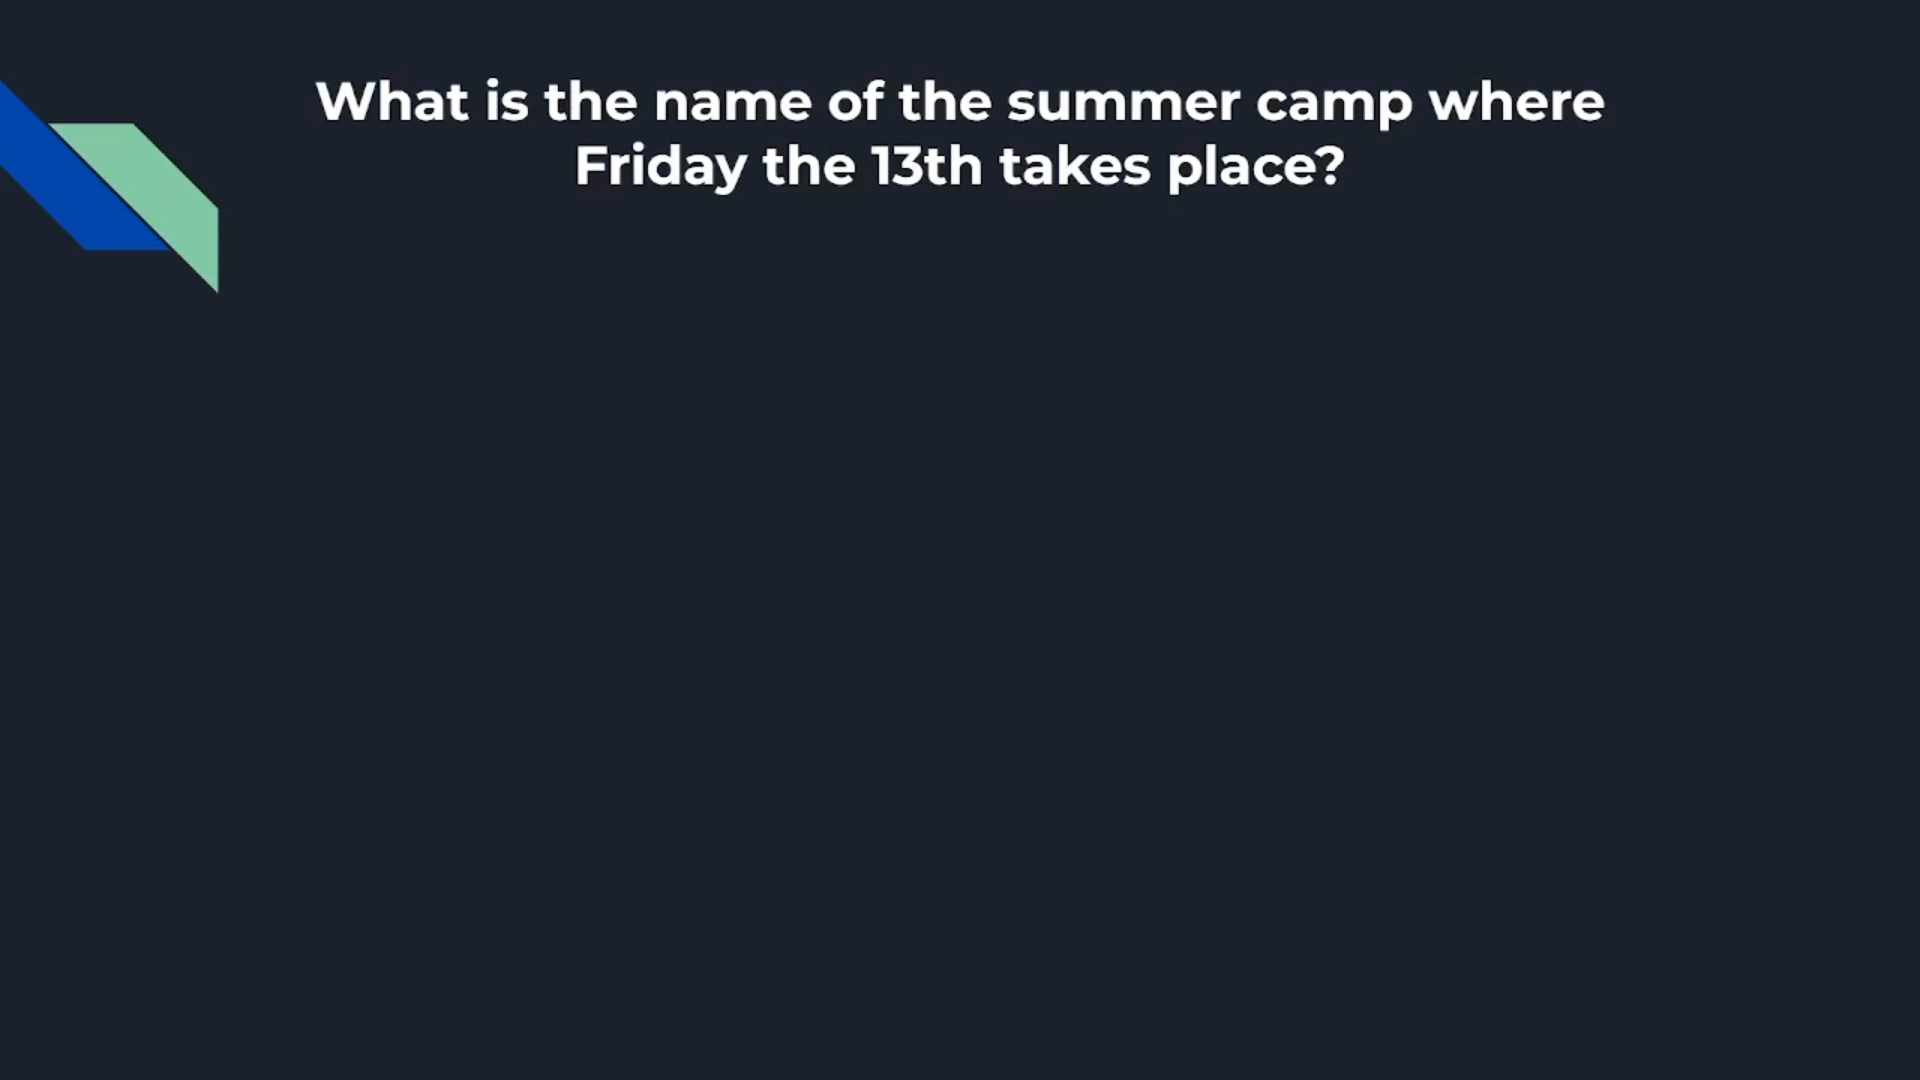 What is the name of the summer camp where
Friday the 13th takes place?